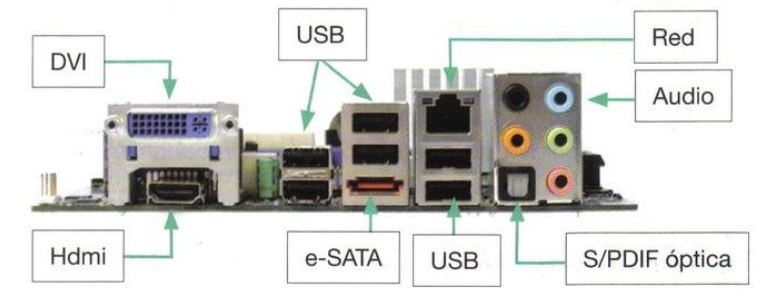 USB
Red
DVI
Audio
Hdmi
e-SATA
USB
S/PDIF óptica